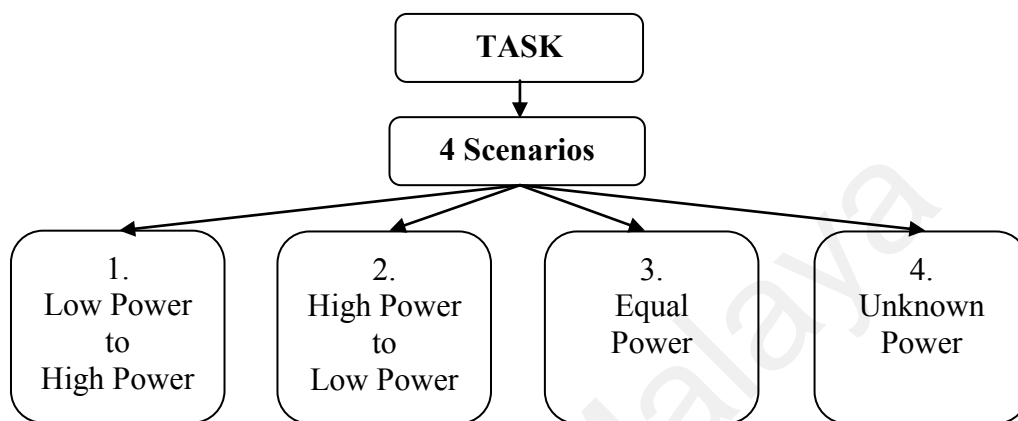 TASK
4 Scenarios
1.
Low Power
to
High Power
2.
High Power
to
Low Power
3.
Equal
Power
4.
Unknown
Power
alaya